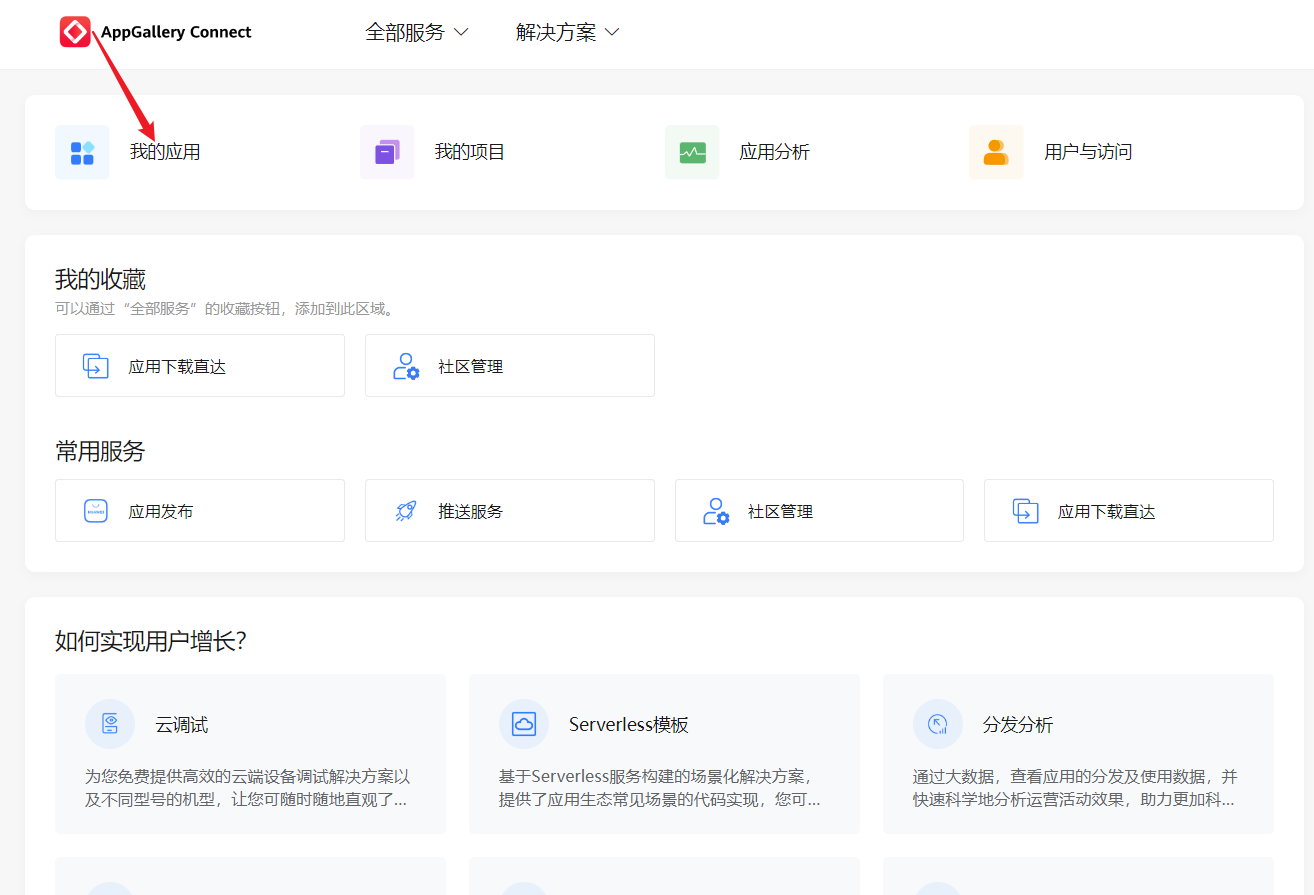 AppGallery Connect 全部服务 解决方案
我的应用 我的项目 应用分析 用户与访问
我的收藏
可以通过“全部服务”的收藏按钮，添加到此区域。
应用下载直达 社区管理
常用服务
应用发布 推送服务 社区管理 应用下载直达
如何实现用户增长？
云调试
为您免费提供高效的云端设备调试解决方案以
及不同型号的机型，让您可随时随地直观了...
Serverless模板
基于Serverless服务构建的场景化解决方案，
提供了应用生态常见场景的代码实现，您可...
分发分析
通过大数据，查看应用的分发及使用数据，并
快速科学地分析运营活动效果，助力更加科...